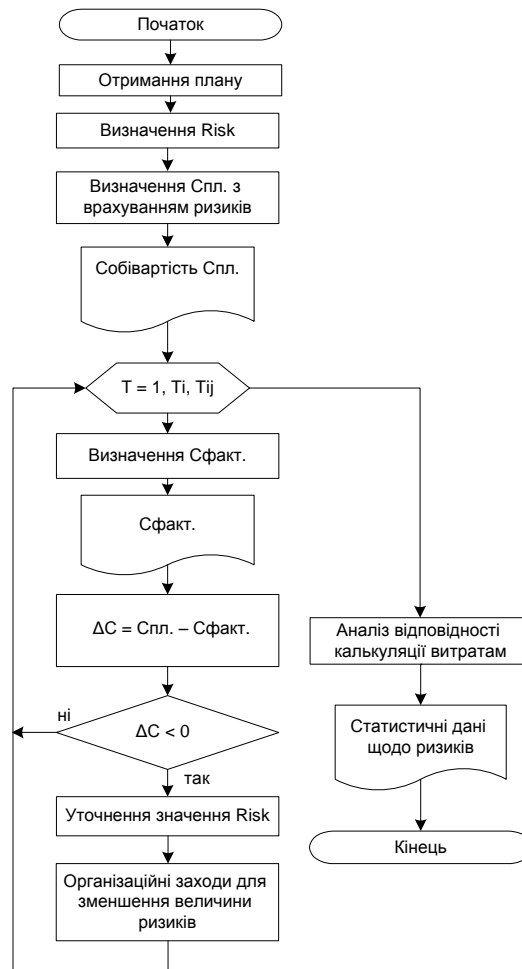 Початок
Отримання плану
Визначення Risk
Визначення Спл. з
врахуванням ризиків
Собівартість Спл.
T = 1, Ti, Tij
Визначення Сфакт.
Сфакт.
ΔC = Спл. – Сфакт.
ні
ΔC < 0
так
Уточнення значення Risk
Організаційні заходи для
зменшення величини
ризиків
Аналіз відповідності
калькуляції витратам
Статистичні дані
щодо ризиків
Кінець